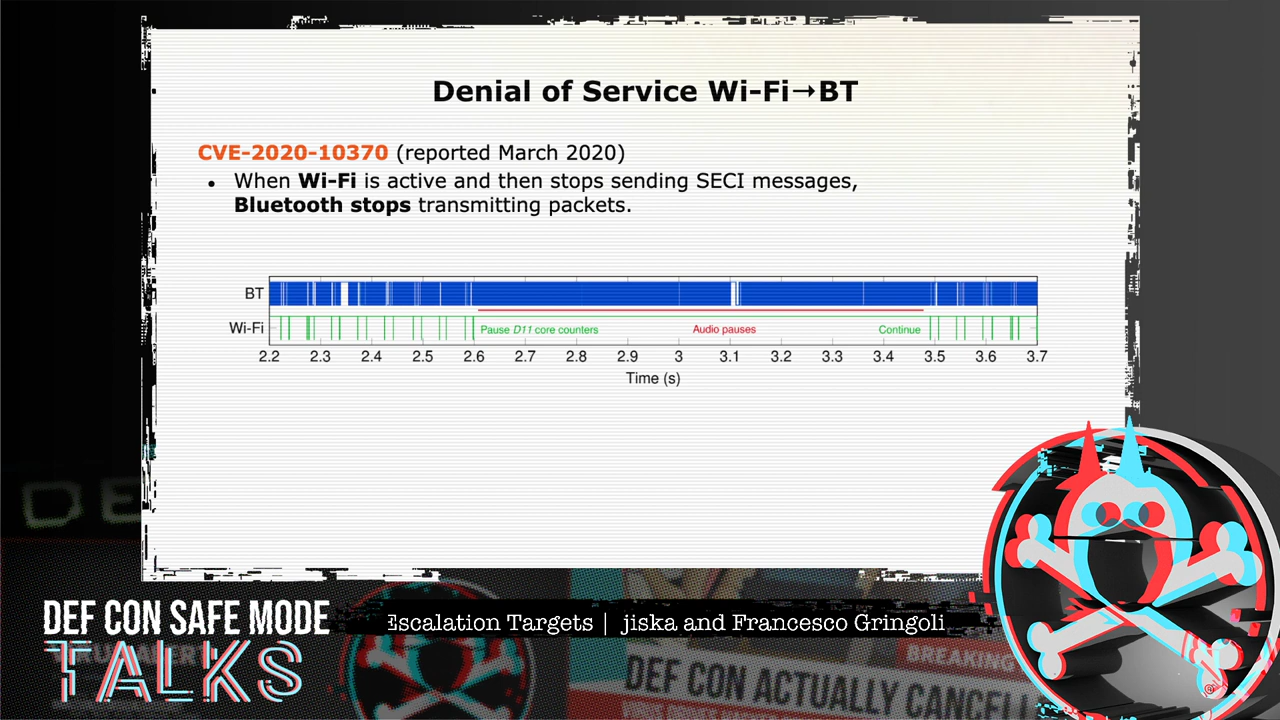 Denial of Service Wi-Fi→BT
CVE-2020-10370 (reported March 2020)
• When Wi-Fi is active and then stops sending SECI messages,
Bluetooth stops transmitting packets.
BT
Wi-Fi
Pause D11 core counters
Audio pauses
Continue
2.2 2.3 2.4 2.5 2.6 2.7 2.8 2.9 3 3.1 3.2 3.3 3.4 3.5 3.6 3.7
Time (s)
DEF CON SAFE MODE
TALKS
Escalation Targets | jiska and Francesco Gringoli
BREAKING
DEF CON ACTUALLY CANCELL